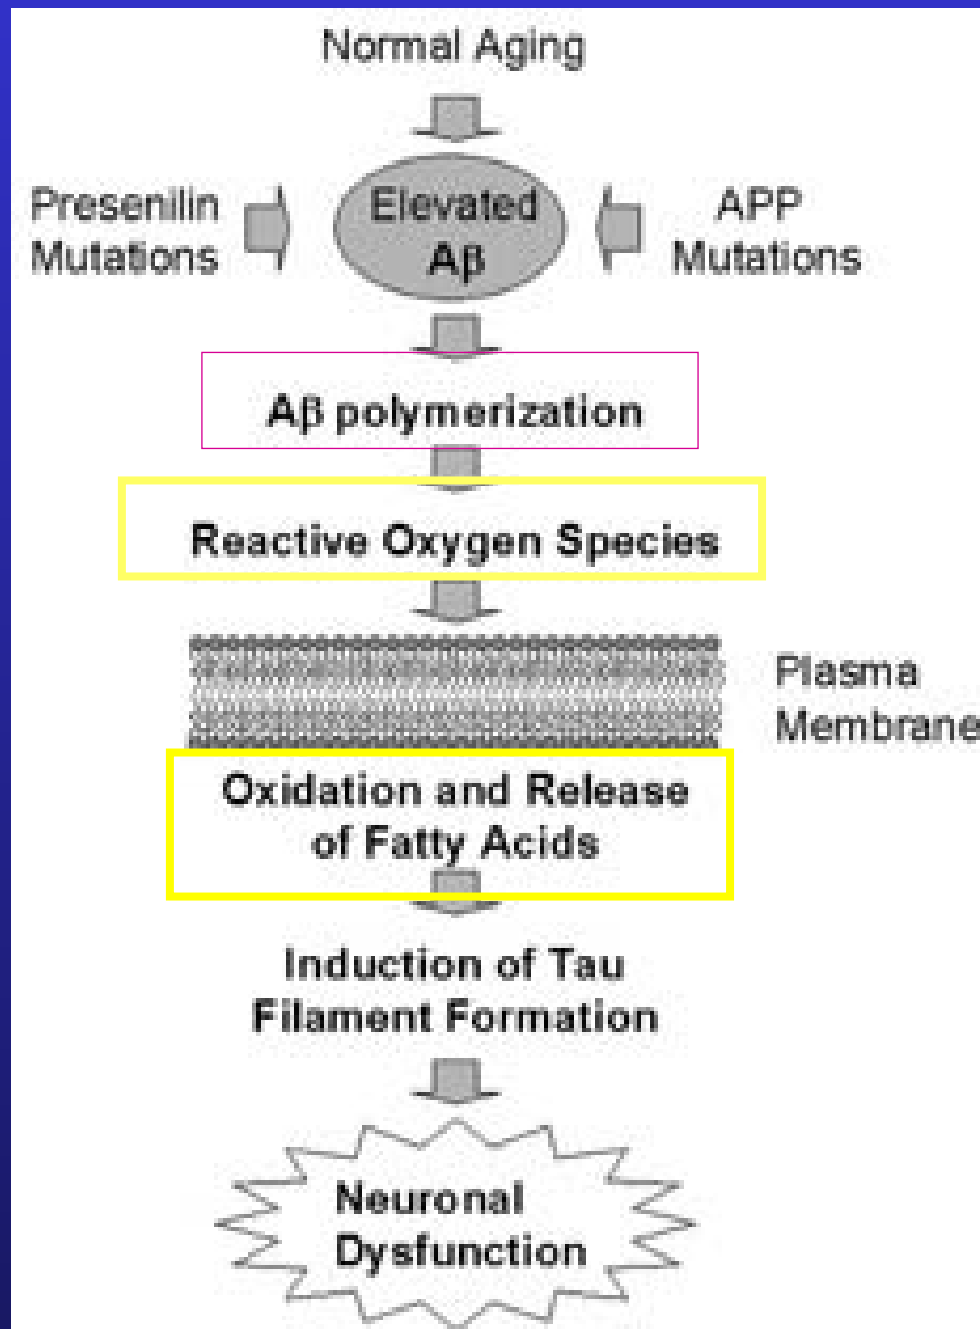 Normal Aging
Presenilin
Mutations
Elevated
Aβ
APP
Mutations
Aβ polymerization
Reactive Oxygen Species
Plasma
Membrane
Oxidation and Release
of Fatty Acids
Induction of Tau
Filament Formation
Neuronal
Dysfunction